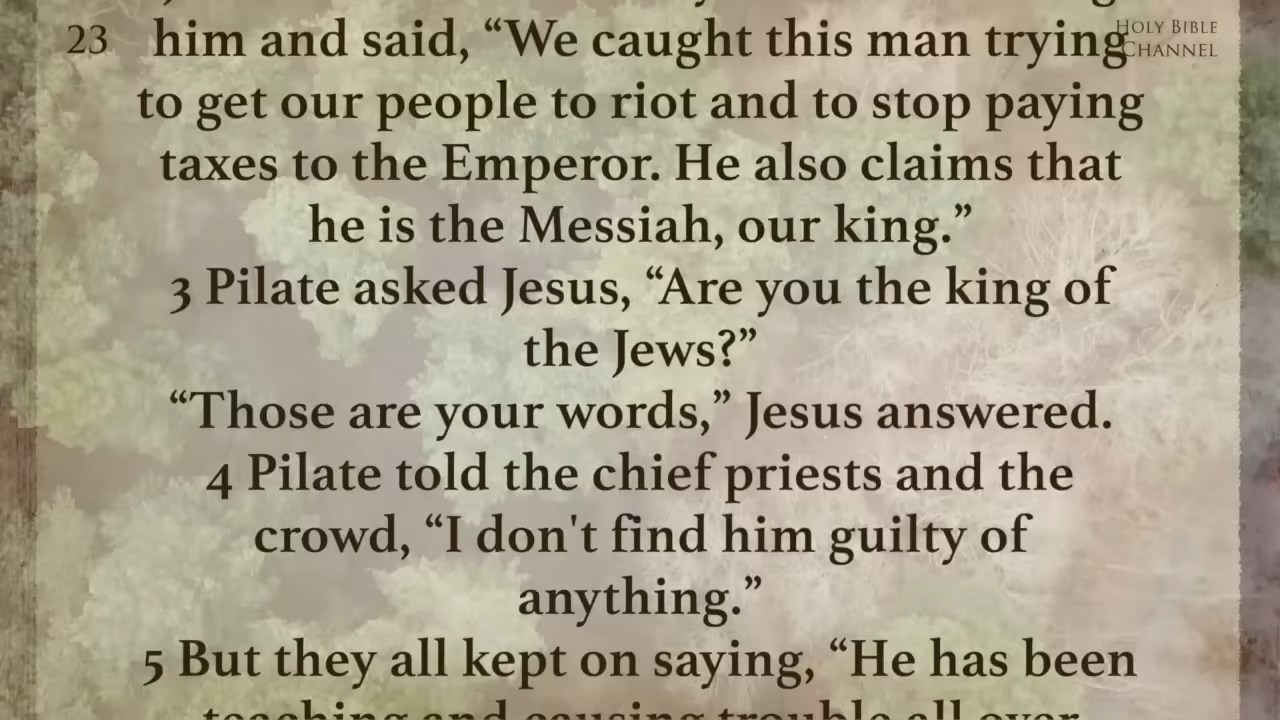 23
HOLY BIBLE
CHANNEL
him and said, “We caught this man trying
to get our people to riot and to stop paying
taxes to the Emperor. He also claims that
he is the Messiah, our king.”
3 Pilate asked Jesus, “Are you the king of
the Jews?”
“Those are your words,” Jesus answered.
4 Pilate told the chief priests and the
crowd, “I don't find him guilty of
anything.”
5 But they all kept on saying, “He has been
teaching and causing trouble all over